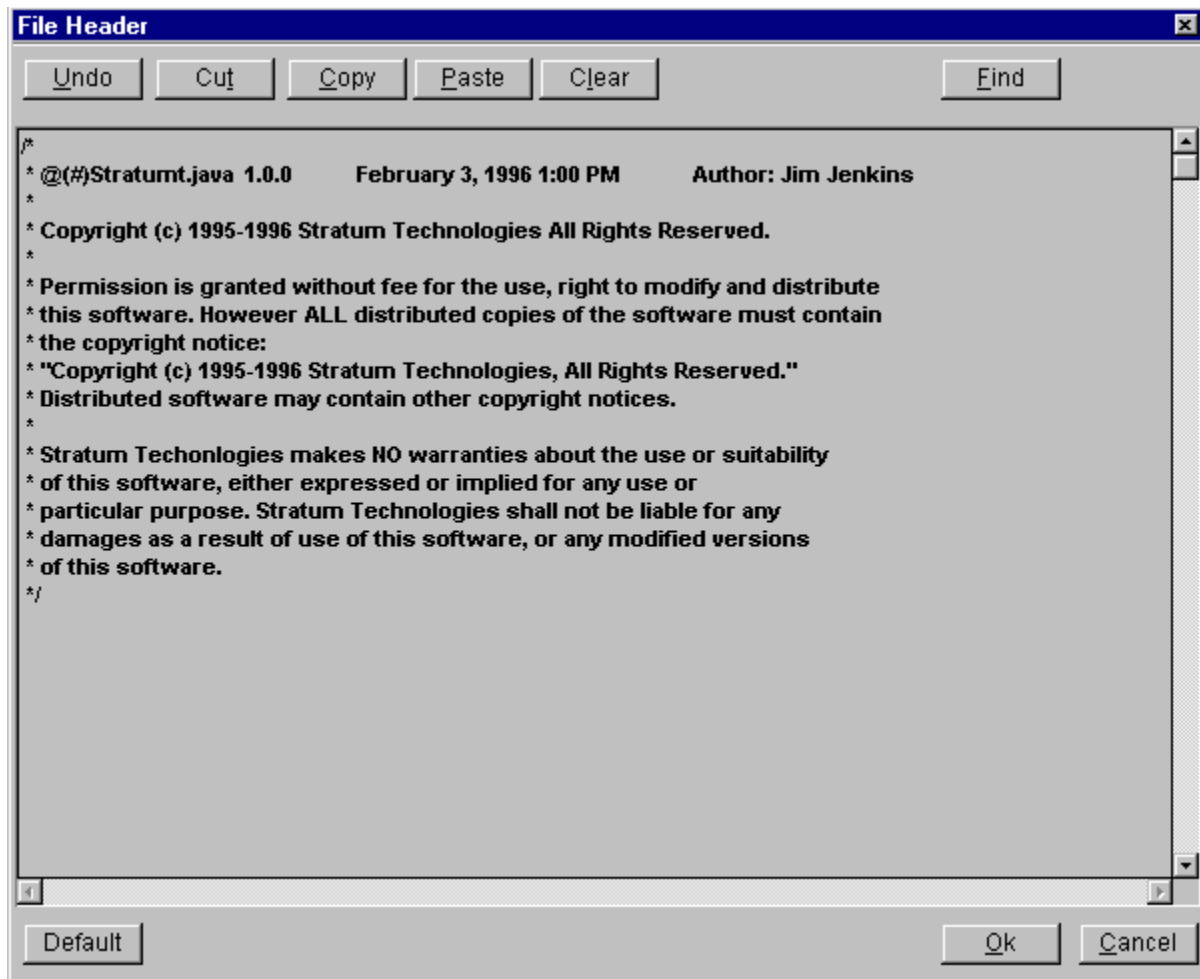 File Header
Undo Cut Copy Paste Clear Find
/*
* @(#)Stratumt.java 1.0.0 February 3, 1996 1:00 PM Author: Jim Jenkins
*
* Copyright (c) 1995-1996 Stratum Technologies All Rights Reserved.
*
* Permission is granted without fee for the use, right to modify and distribute
* this software. However ALL distributed copies of the software must contain
* the copyright notice:
* "Copyright (c) 1995-1996 Stratum Technologies, All Rights Reserved."
* Distributed software may contain other copyright notices.
*
* Stratum Techonlogies makes NO warranties about the use or suitability
* of this software, either expressed or implied for any use or
* particular purpose. Stratum Technologies shall not be liable for any
* damages as a result of use of this software, or any modified versions
* of this software.
*/
Default Ok Cancel